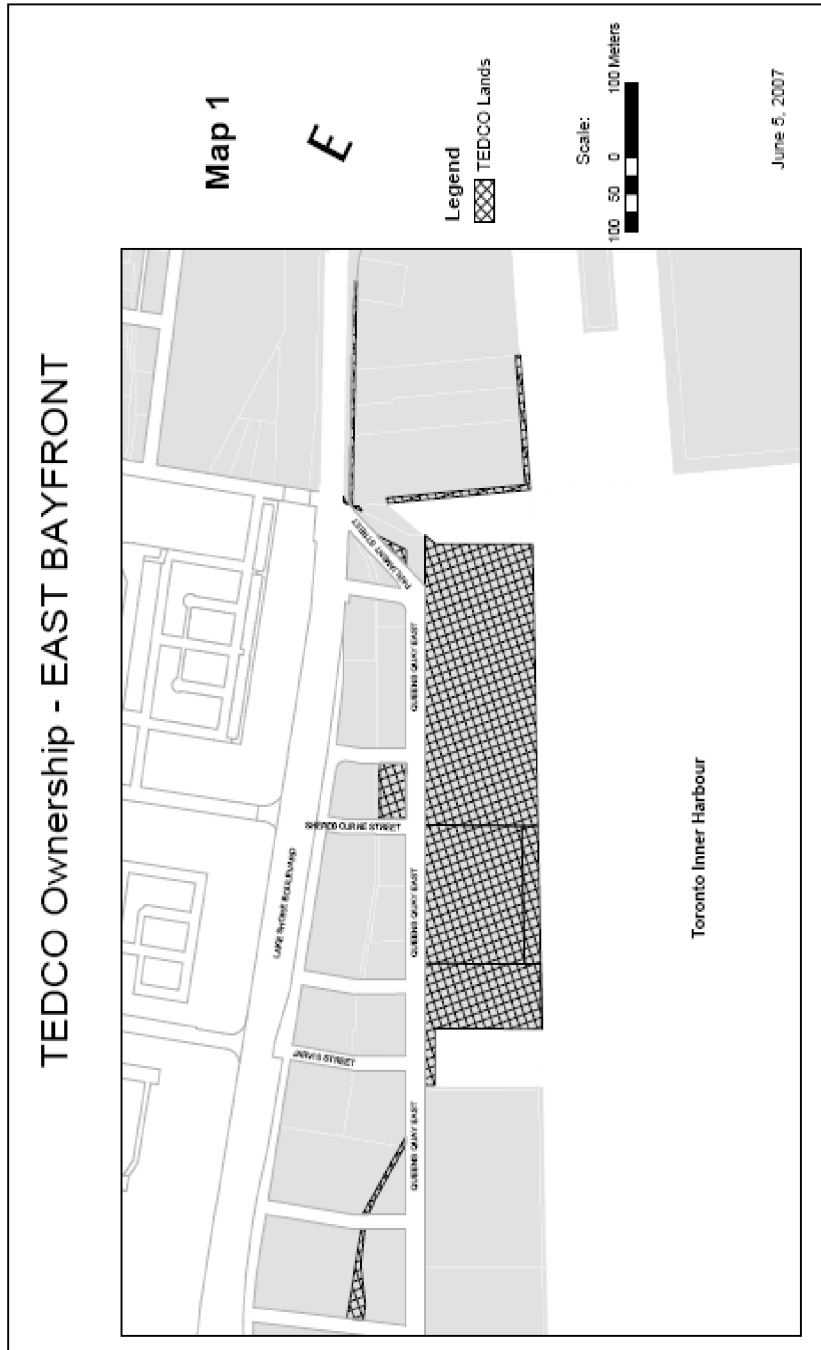 TEDCO Ownership - EAST BAYFRONT
Map 1
E
LAKE SHORE BOULEVARD
PARLIAMENT STREET
SHERBOURNE STREET
JARVIS STREET
QUEENS QUAY EAST
QUEENS QUAY EAST
QUEENS QUAY EAST
Toronto Inner Harbour
Legend
TEDCO Lands
Scale:
100 50 0 100 Meters
June 5, 2007